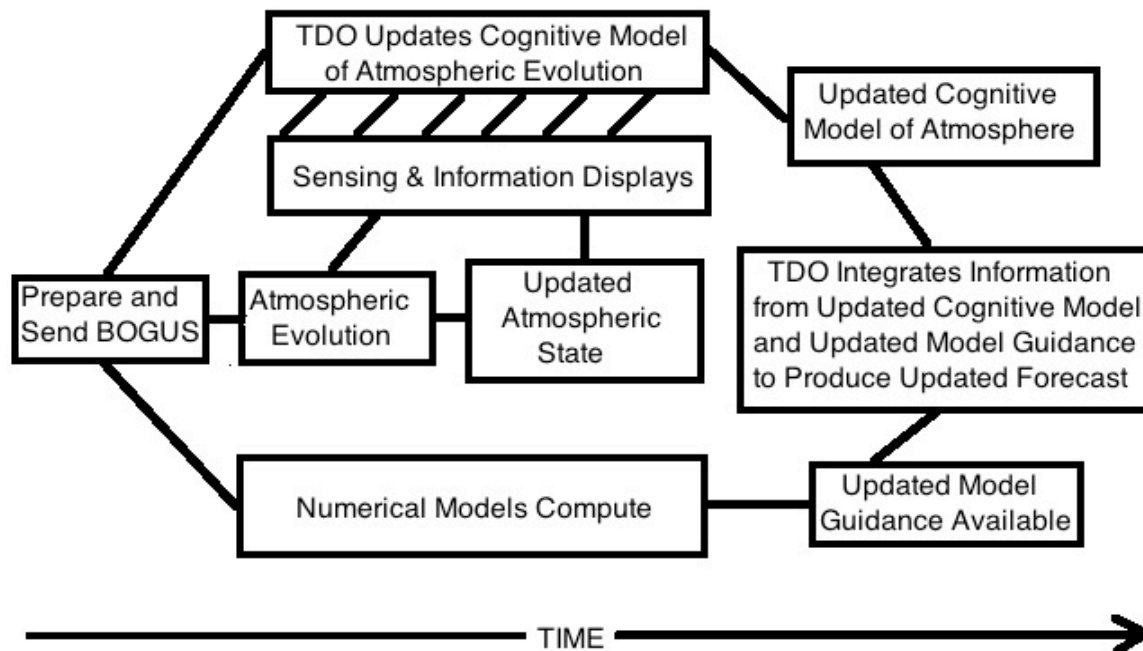 TDO Updates Cognitive Model
of Atmospheric Evolution
Updated Cognitive
Model of Atmosphere
Sensing & Information Displays
Prepare and
Send BOGUS
Atmospheric
Evolution
Updated
Atmospheric
State
TDO Integrates Information
from Updated Cognitive Model
and Updated Model Guidance
to Produce Updated Forecast
Numerical Models Compute
Updated Model
Guidance Available
TIME